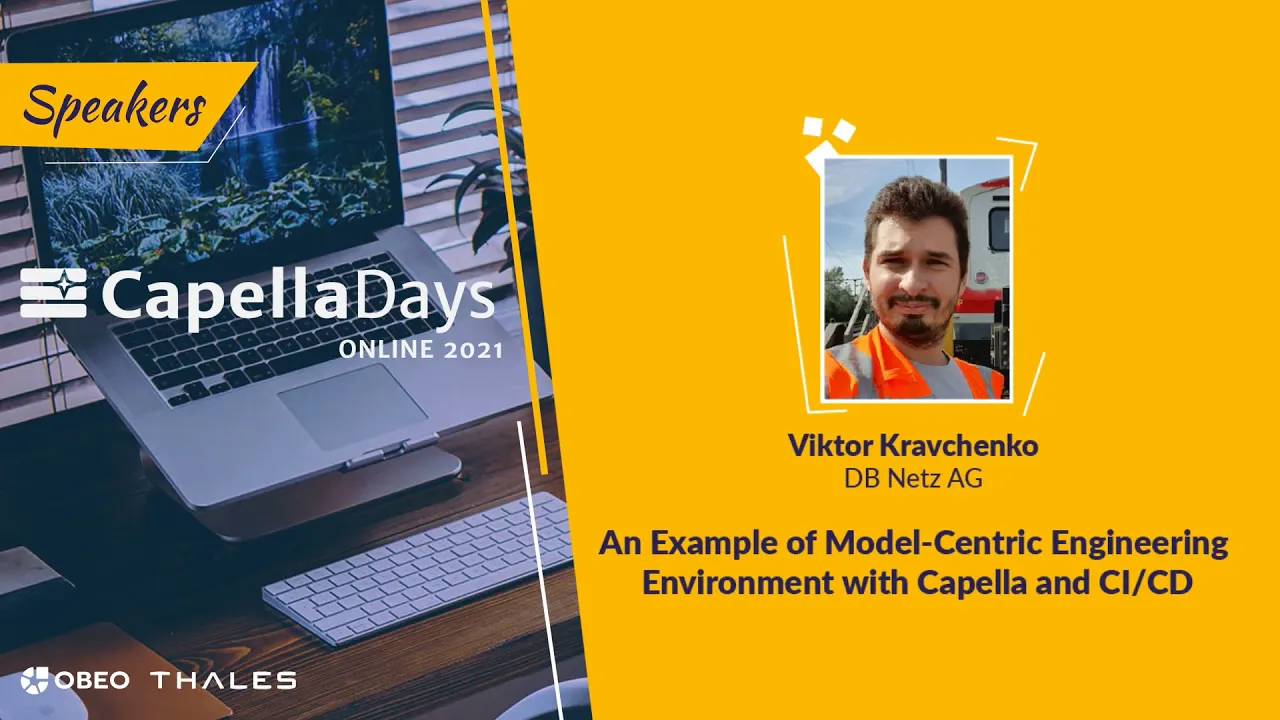 Speakers
CapellaDays
ONLINE 2021
OBEO THALES
Viktor Kravchenko
DB Netz AG
An Example of Model-Centric Engineering
Environment with Capella and CI/CD